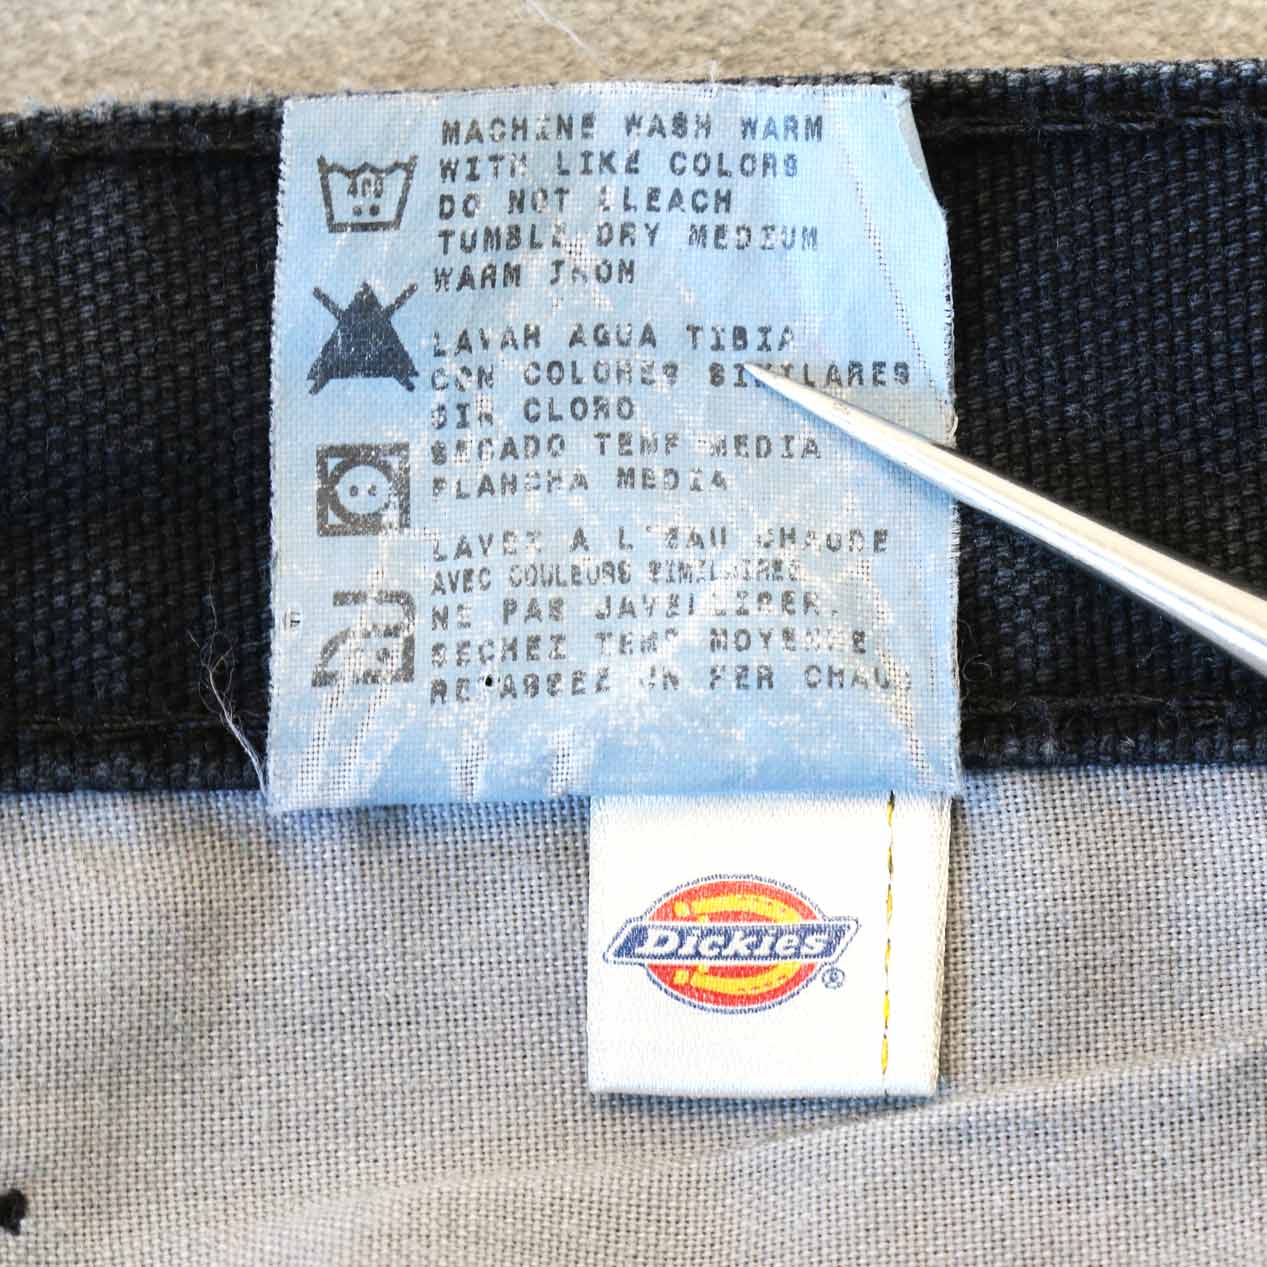 MACHINE WASH WARM
WITH LIKE COLORS
DO NOT BLEACH
TUMBLE DRY MEDIUM
WARM IRON
LAVAR AGUA TIBIA
CON COLORES SIMILARES
SIN CLORO
SECADO TEMP MEDIA
PLANCHA MEDIA
LAVEZ A L'EAU CHAUDE
AVEC COULEURS SIMILAIRES
NE PAS JAVELLISER.
SECHEZ TEMP MOYENNE
UN FER CHAUD
Dickies®